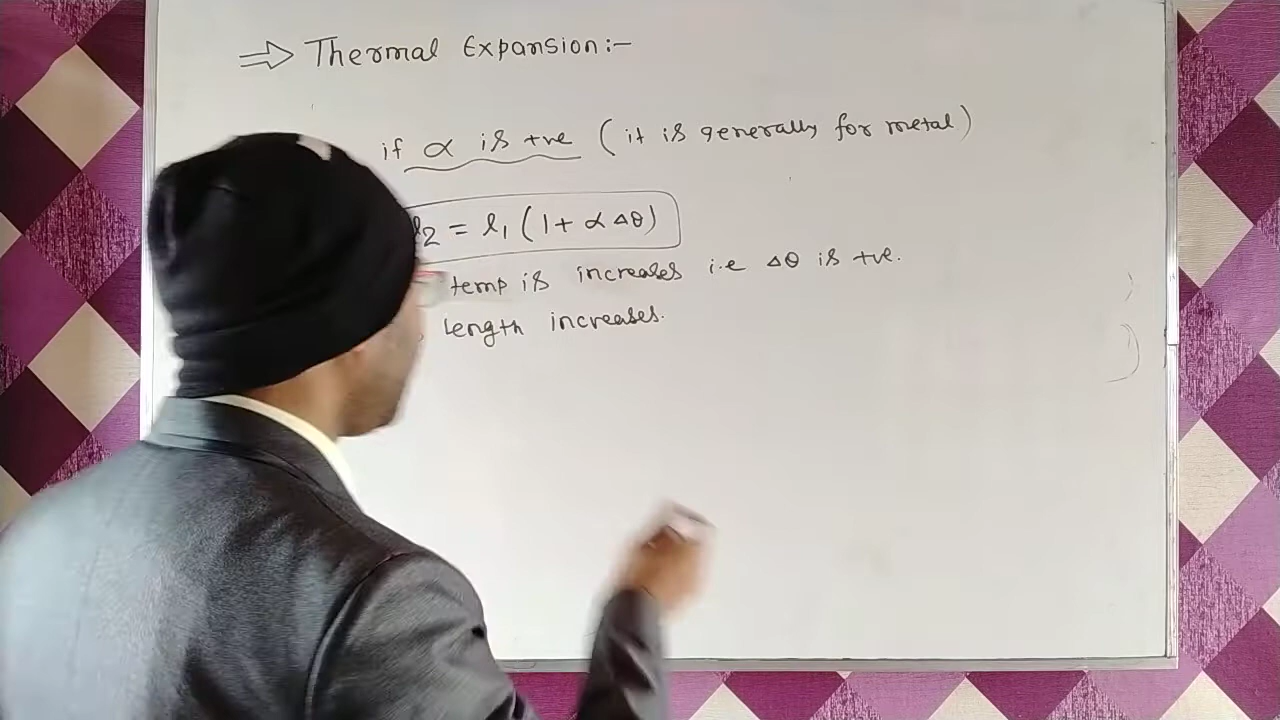 ⇒ Thermal Expansion:-
if α is +ve (it is generally for metal)
l₂ = l₁ (1 + α Δθ)
temp is increases i.e Δθ is +ve.
length increases.